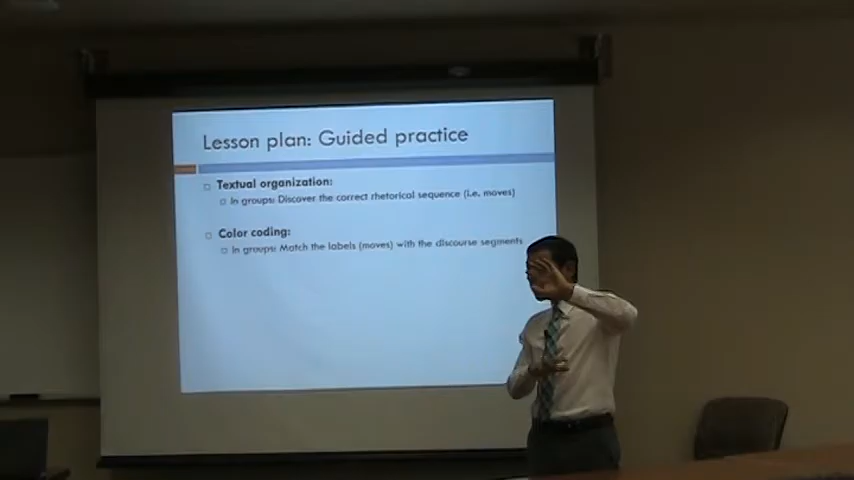 Lesson plan: Guided practice
Textual organization:
In groups: Discover the correct rhetorical sequence (i.e. moves)
Color coding:
In groups: Match the labels (moves) with the discourse segments